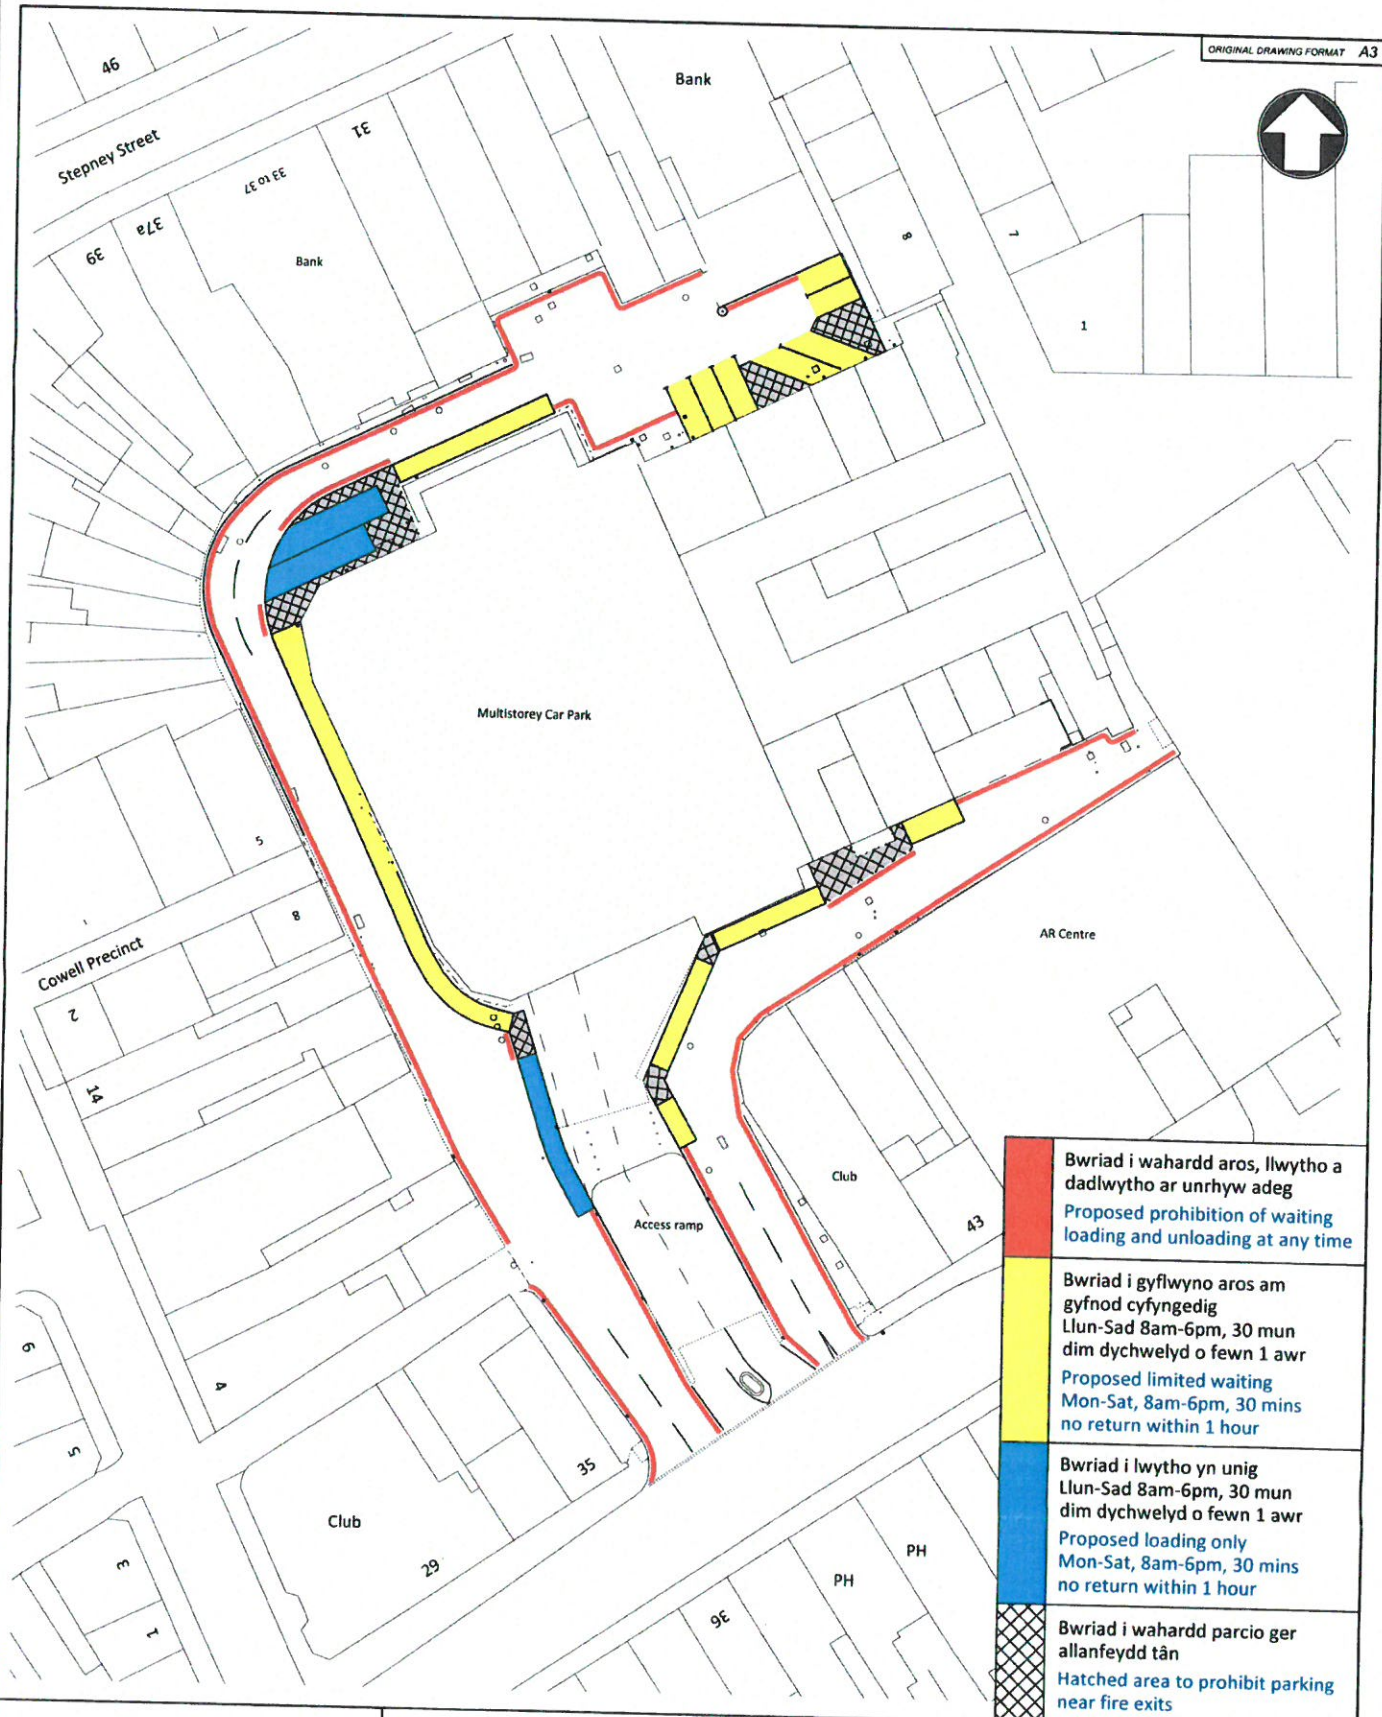 ORIGINAL DRAWING FORMAT A3
46
Bank
Stepney Street
31
33 to 37
37a
39
Bank
8
7
1
Multistorey Car Park
5
8
Cowell Precinct
2
14
AR Centre
Club
43
Access ramp
6
5
4
3
1
35
Club
29
PH
PH
36
Bwriad i wahardd aros, llwytho a
dadlwytho ar unrhyw adeg
Proposed prohibition of waiting
loading and unloading at any time
Bwriad i gyflwyno aros am
gyfnod cyfyngedig
Llun-Sad 8am-6pm, 30 mun
dim dychwelyd o fewn 1 awr
Proposed limited waiting
Mon-Sat, 8am-6pm, 30 mins
no return within 1 hour
Bwriad i lwytho yn unig
Llun-Sad 8am-6pm, 30 mun
dim dychwelyd o fewn 1 awr
Proposed loading only
Mon-Sat, 8am-6pm, 30 mins
no return within 1 hour
Bwriad i wahardd parcio ger
allanfeydd tân
Hatched area to prohibit parking
near fire exits